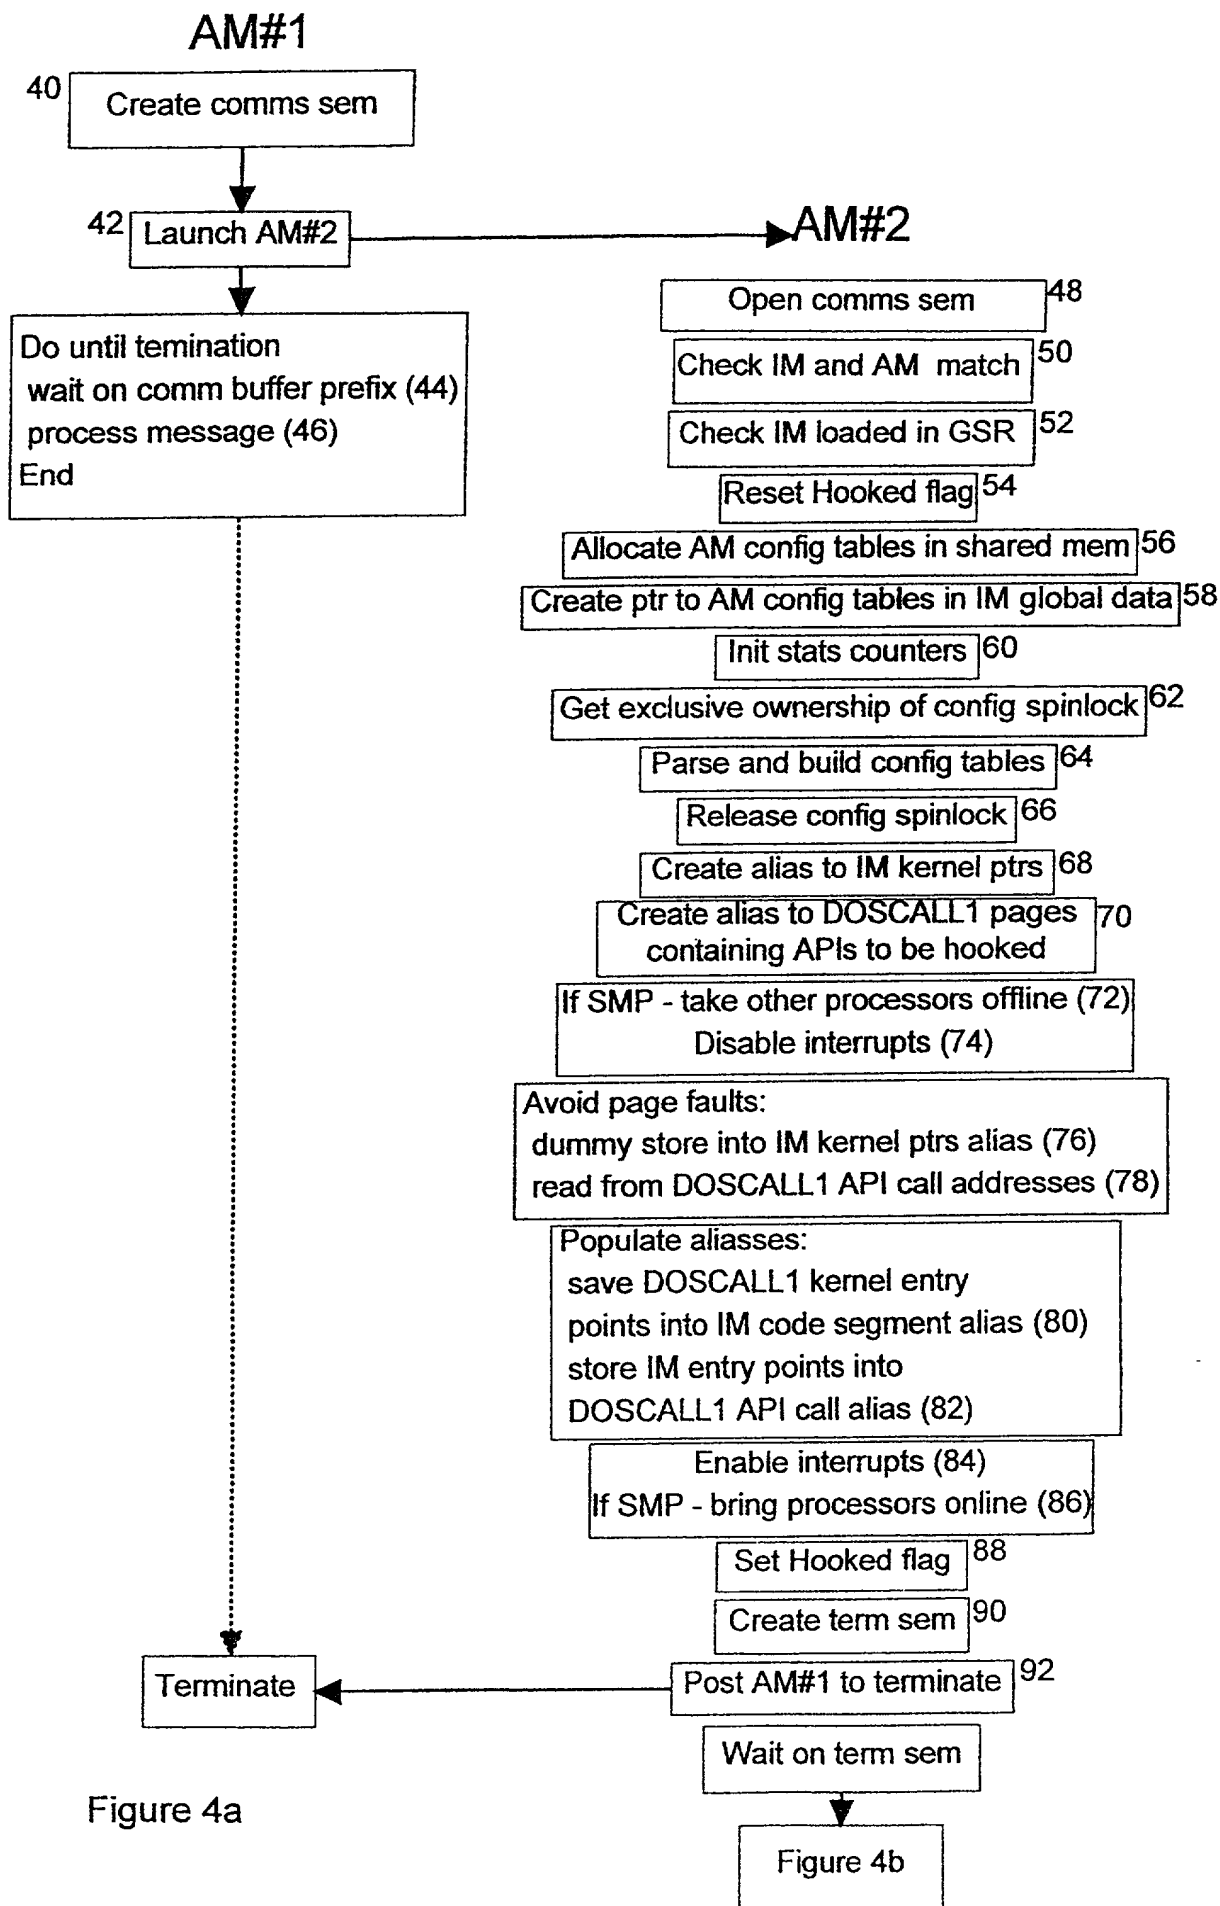 AM#1
40
Create comms sem
42
Launch AM#2
Do until temination
wait on comm buffer prefix (44)
process message (46)
End
AM#2
Open comms sem
48
Check IM and AM match
50
Check IM loaded in GSR
52
Reset Hooked flag
54
Allocate AM config tables in shared mem
56
Create ptr to AM config tables in IM global data
58
Init stats counters
60
Get exclusive ownership of config spinlock
62
Parse and build config tables
64
Release config spinlock
66
Create alias to IM kernel ptrs
68
Create alias to DOSCALL1 pages
containing APIs to be hooked
70
If SMP - take other processors offline (72)
Disable interrupts (74)
Avoid page faults:
dummy store into IM kernel ptrs alias (76)
read from DOSCALL1 API call addresses (78)
Populate aliasses:
save DOSCALL1 kernel entry
points into IM code segment alias (80)
store IM entry points into
DOSCALL1 API call alias (82)
Enable interrupts (84)
If SMP - bring processors online (86)
Set Hooked flag
88
Create term sem
90
Post AM#1 to terminate
92
Terminate
Wait on term sem
Figure 4b
Figure 4a